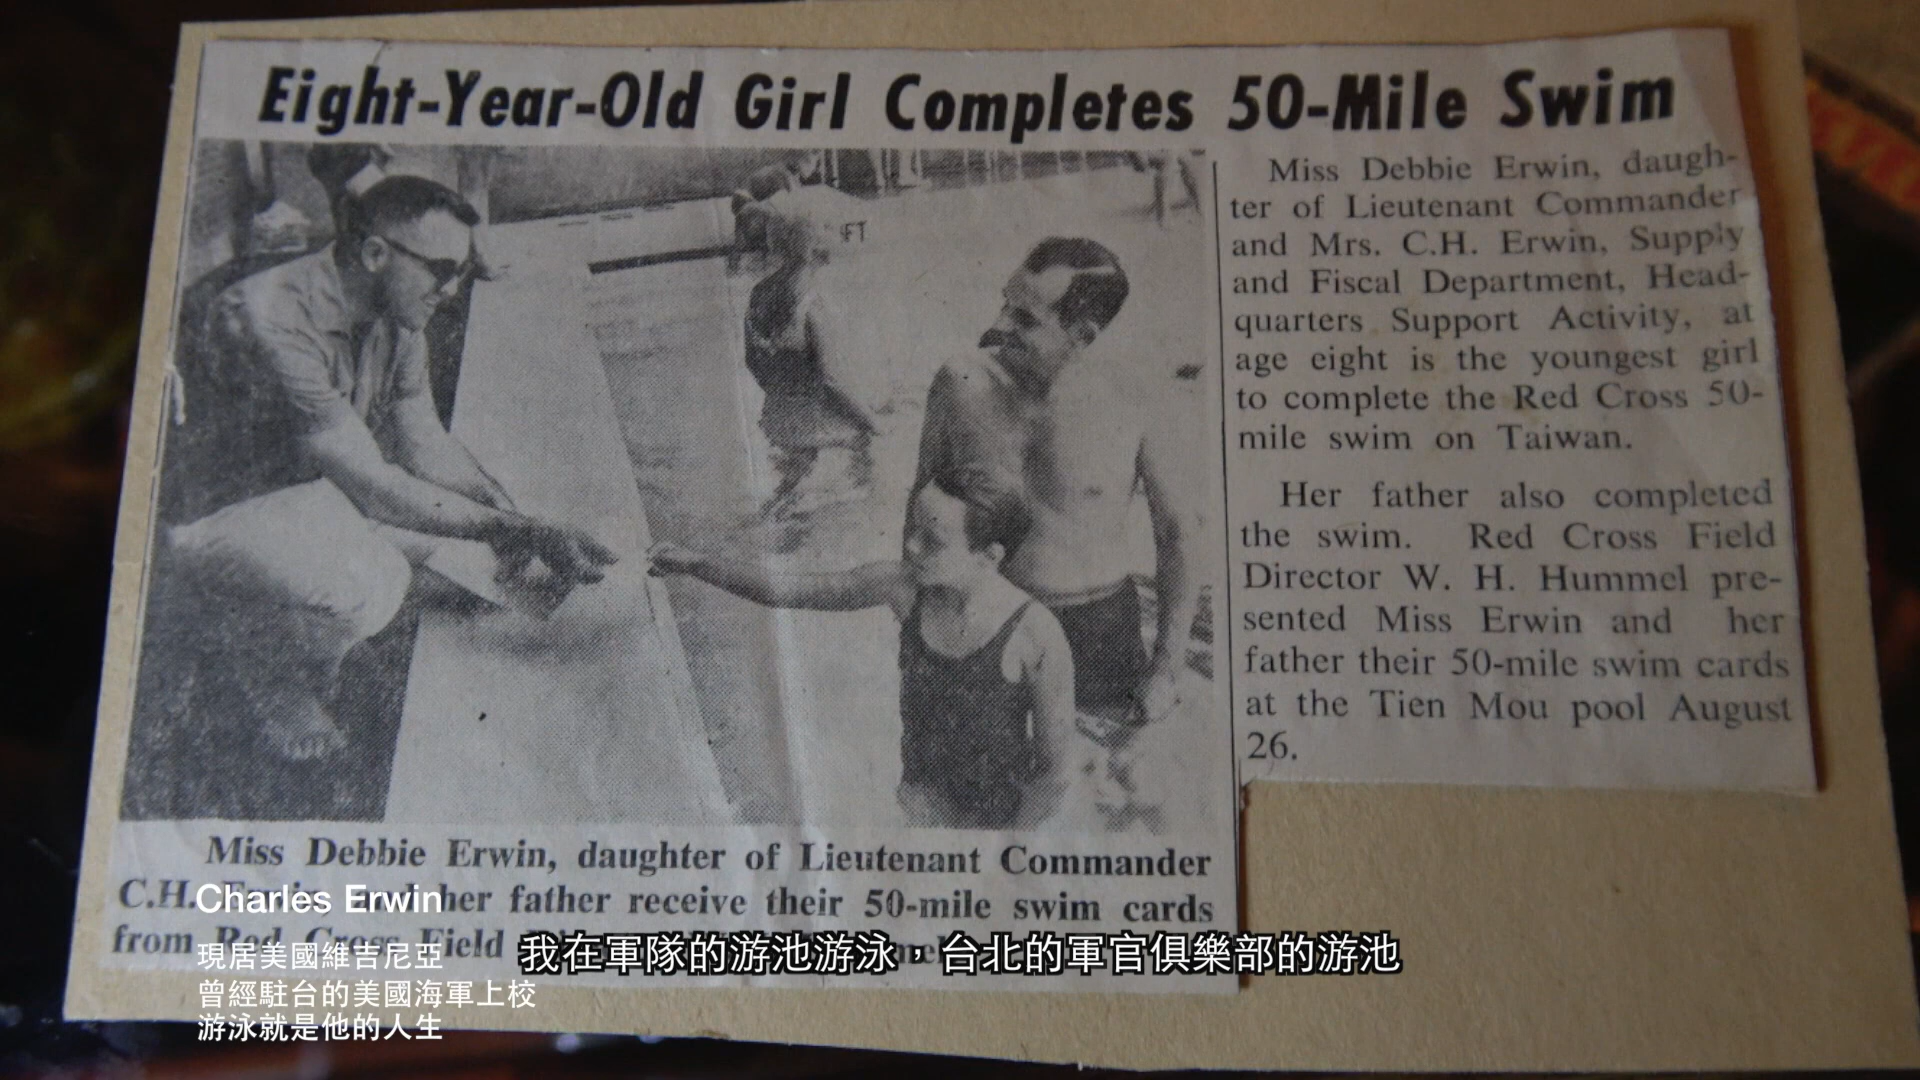 Eight-Year-Old Girl Completes 50-Mile Swim
Miss Debbie Erwin, daugh-
ter of Lieutenant Commander
and Mrs. C.H. Erwin, Supply
and Fiscal Department, Head-
quarters Support Activity, at
age eight is the youngest girl
to complete the Red Cross 50-
mile swim on Taiwan.
Her father also completed
the swim. Red Cross Field
Director W. H. Hummel pre-
sented Miss Erwin and her
father their 50-mile swim cards
at the Tien Mou pool August
26.
FT
Miss Debbie Erwin, daughter of Lieutenant Commander
C.H. and her father receive their 50-mile swim cards
from Red Cross Field
Charles Erwin
現居美國維吉尼亞
曾經駐台的美國海軍上校
游泳就是他的人生
我在軍隊的游池游泳，台北的軍官俱樂部的游池